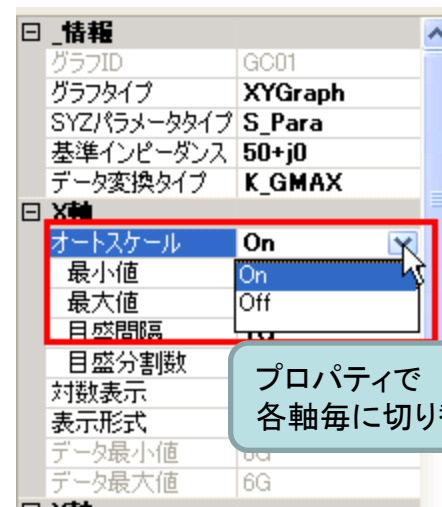 _情報
グラフID GC01
グラフタイプ XYGraph
SYZパラメータタイプ S_Para
基準インピーダンス 50+j0
データ変換タイプ K_GMAX
X軸
オートスケール On
最小値 On
最大値 Off
目盛間隔 1G
目盛分割数
対数表示
表示形式
データ最小値 6G
データ最大値 6G
プロパティで
各軸毎に切り